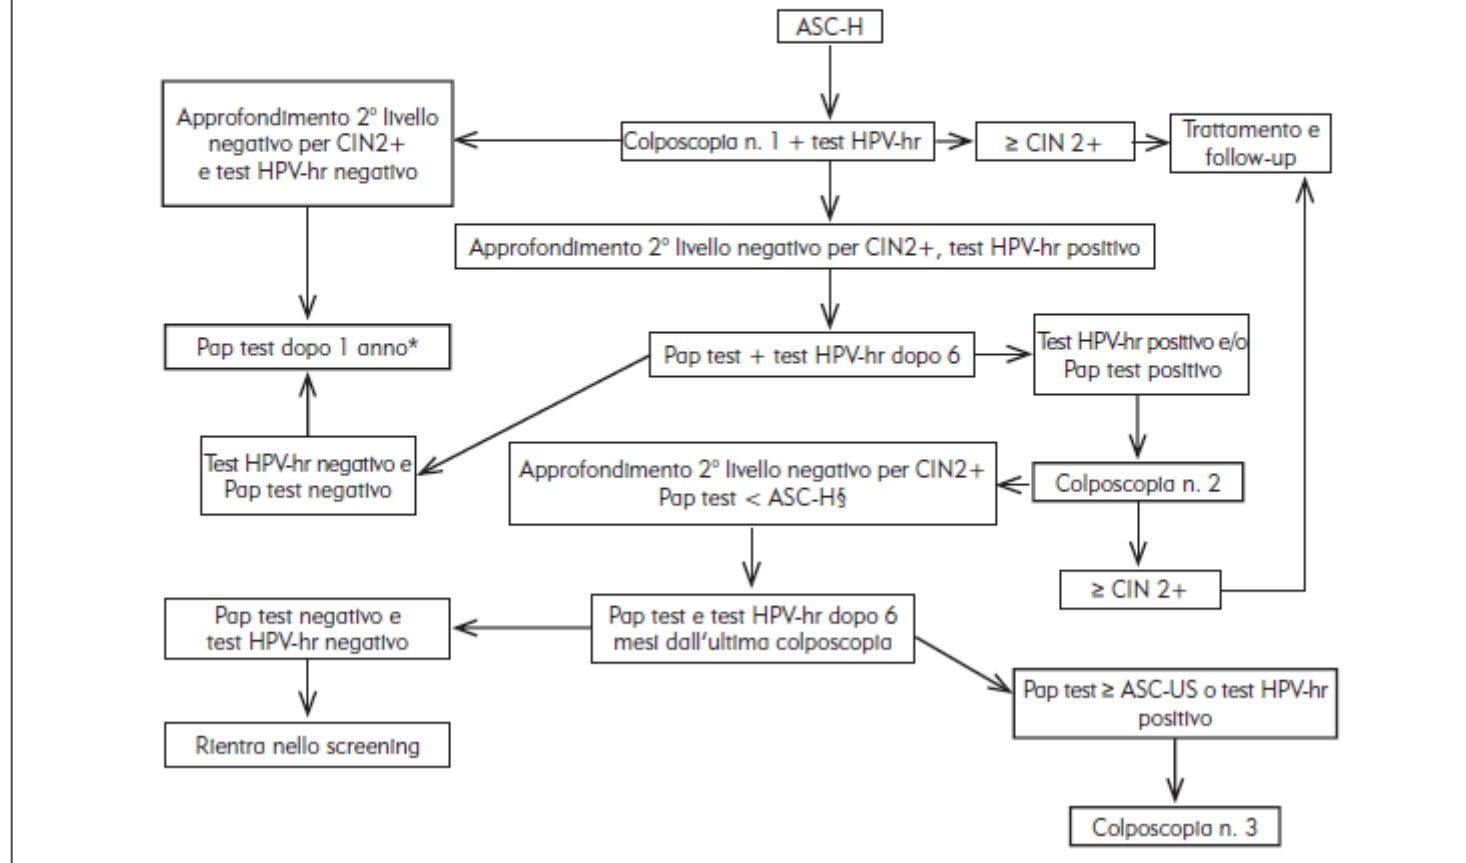 ASC-H
Approfondimento 2° livello
negativo per CIN2+
e test HPV-hr negativo
Colposcopia n. 1 + test HPV-hr
≥ CIN 2+
Trattamento e
follow-up
Approfondimento 2° livello negativo per CIN2+, test HPV-hr positivo
Pap test dopo 1 anno*
Pap test + test HPV-hr dopo 6
Test HPV-hr positivo e/o
Pap test positivo
Test HPV-hr negativo e
Pap test negativo
Approfondimento 2° livello negativo per CIN2+
Pap test < ASC-H§
Colposcopia n. 2
≥ CIN 2+
Pap test negativo e
test HPV-hr negativo
Pap test e test HPV-hr dopo 6
mesi dall'ultima colposcopia
Pap test ≥ ASC-US o test HPV-hr
positivo
Rientra nello screening
Colposcopia n. 3